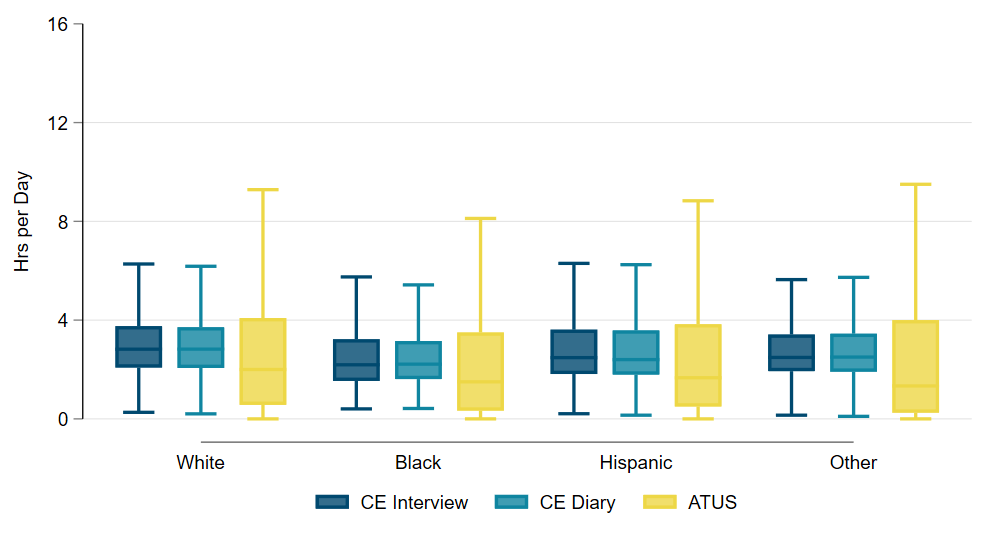 16
12
8
4
0
Hrs per Day
White Black Hispanic Other
CE Interview CE Diary ATUS